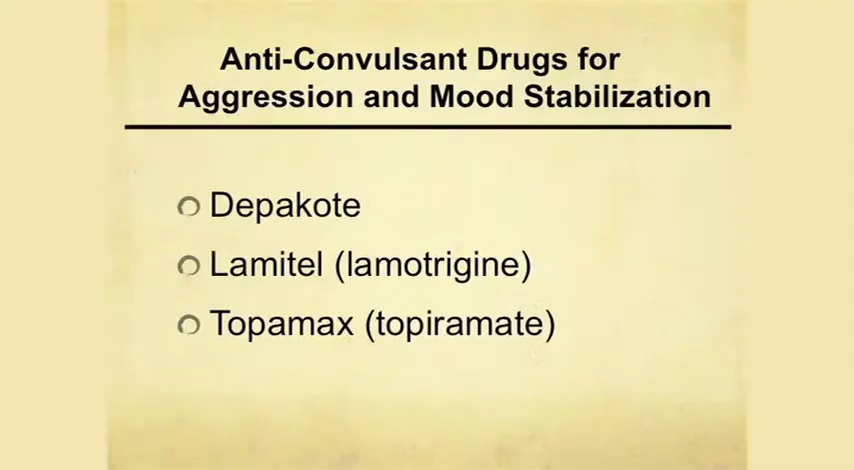 Anti-Convulsant Drugs for
Aggression and Mood Stabilization
Depakote
Lamitel (lamotrigine)
Topamax (topiramate)